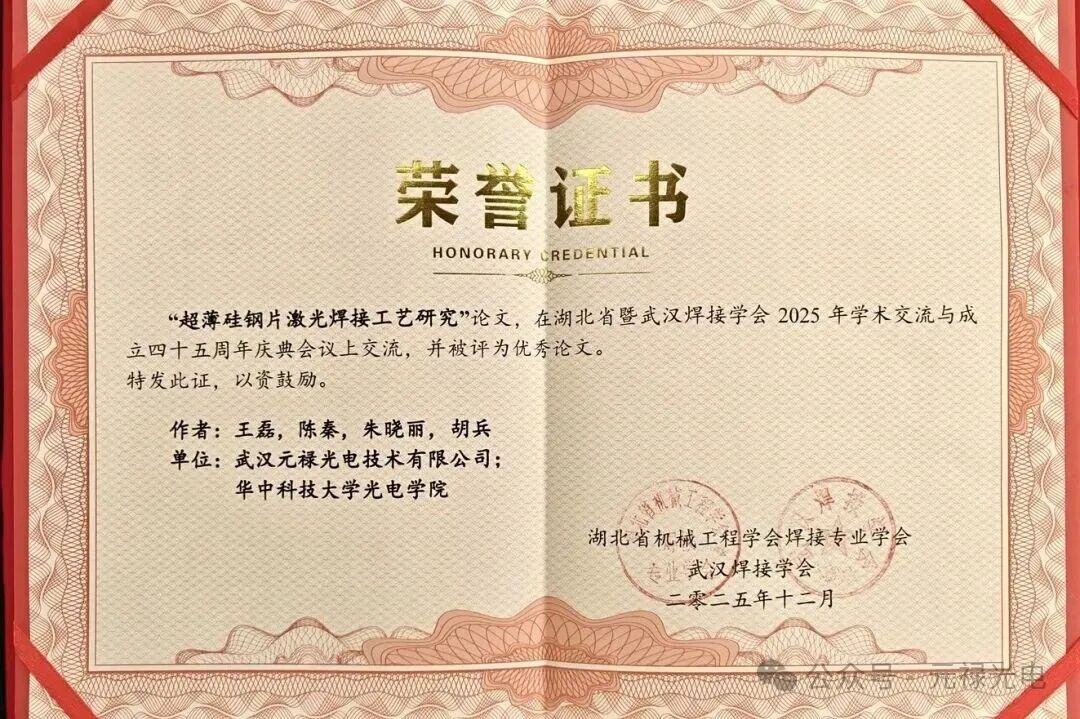 荣誉证书
HONORARY CREDENTIAL
“超薄硅钢片激光焊接工艺研究”论文，在湖北省暨武汉焊接学会 2025 年学术交流与成
立四十五周年庆典会议上交流，并被评为优秀论文。
特发此证，以资鼓励。
作者：王磊，陈秦，朱晓丽，胡兵
单位：武汉元禄光电技术有限公司；
华中科技大学光电学院
湖北省机械工程学会焊接专业学会
武汉焊接学会
二零二五年十二月
公众号 · 元禄光电